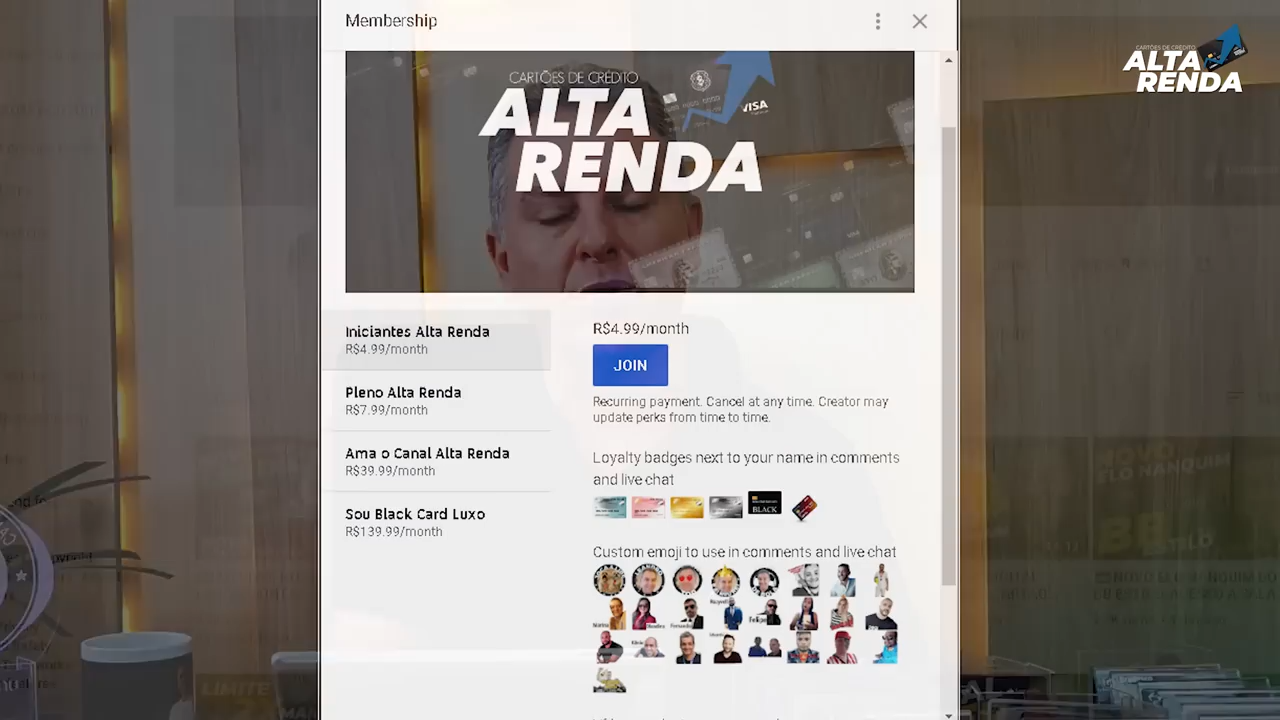 Membership
CARTÕES DE CRÉDITO
ALTA
RENDA
VISA
CARTÕES DE CRÉDITO
ALTA
RENDA
Iniciantes Alta Renda
R$4.99/month
Pleno Alta Renda
R$7.99/month
Ama o Canal Alta Renda
R$39.99/month
Sou Black Card Luxo
R$139.99/month
R$4.99/month
JOIN
Recurring payment. Cancel at any time. Creator may
update perks from time to time.
Loyalty badges next to your name in comments
and live chat
BLACK
Custom emoji to use in comments and live chat
NOVO
ELO NANQUIM
LIMITE